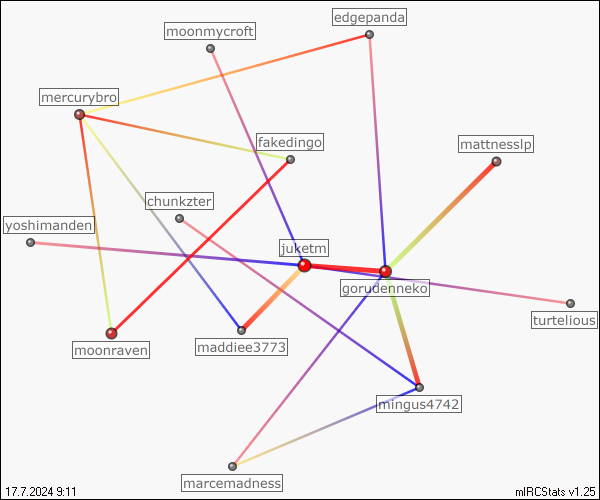 edgepanda
moonmycroft
mercurybro
fakedingo
mattnesslp
chunkzter
yoshimanden
juketm
gorudenneko
turtelious
moonraven
maddiee3773
mingus4742
marcemadness
17.7.2024 9:11
mIRCStats v1.25